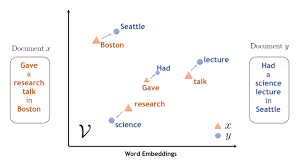 Document x
Gave
a
research
talk
in
Boston
Seattle
Boston
Had
Gave
lecture
talk
research
science
𝒱
x
y
Word Embeddings
Document y
Had
a
science
lecture
in
Seattle